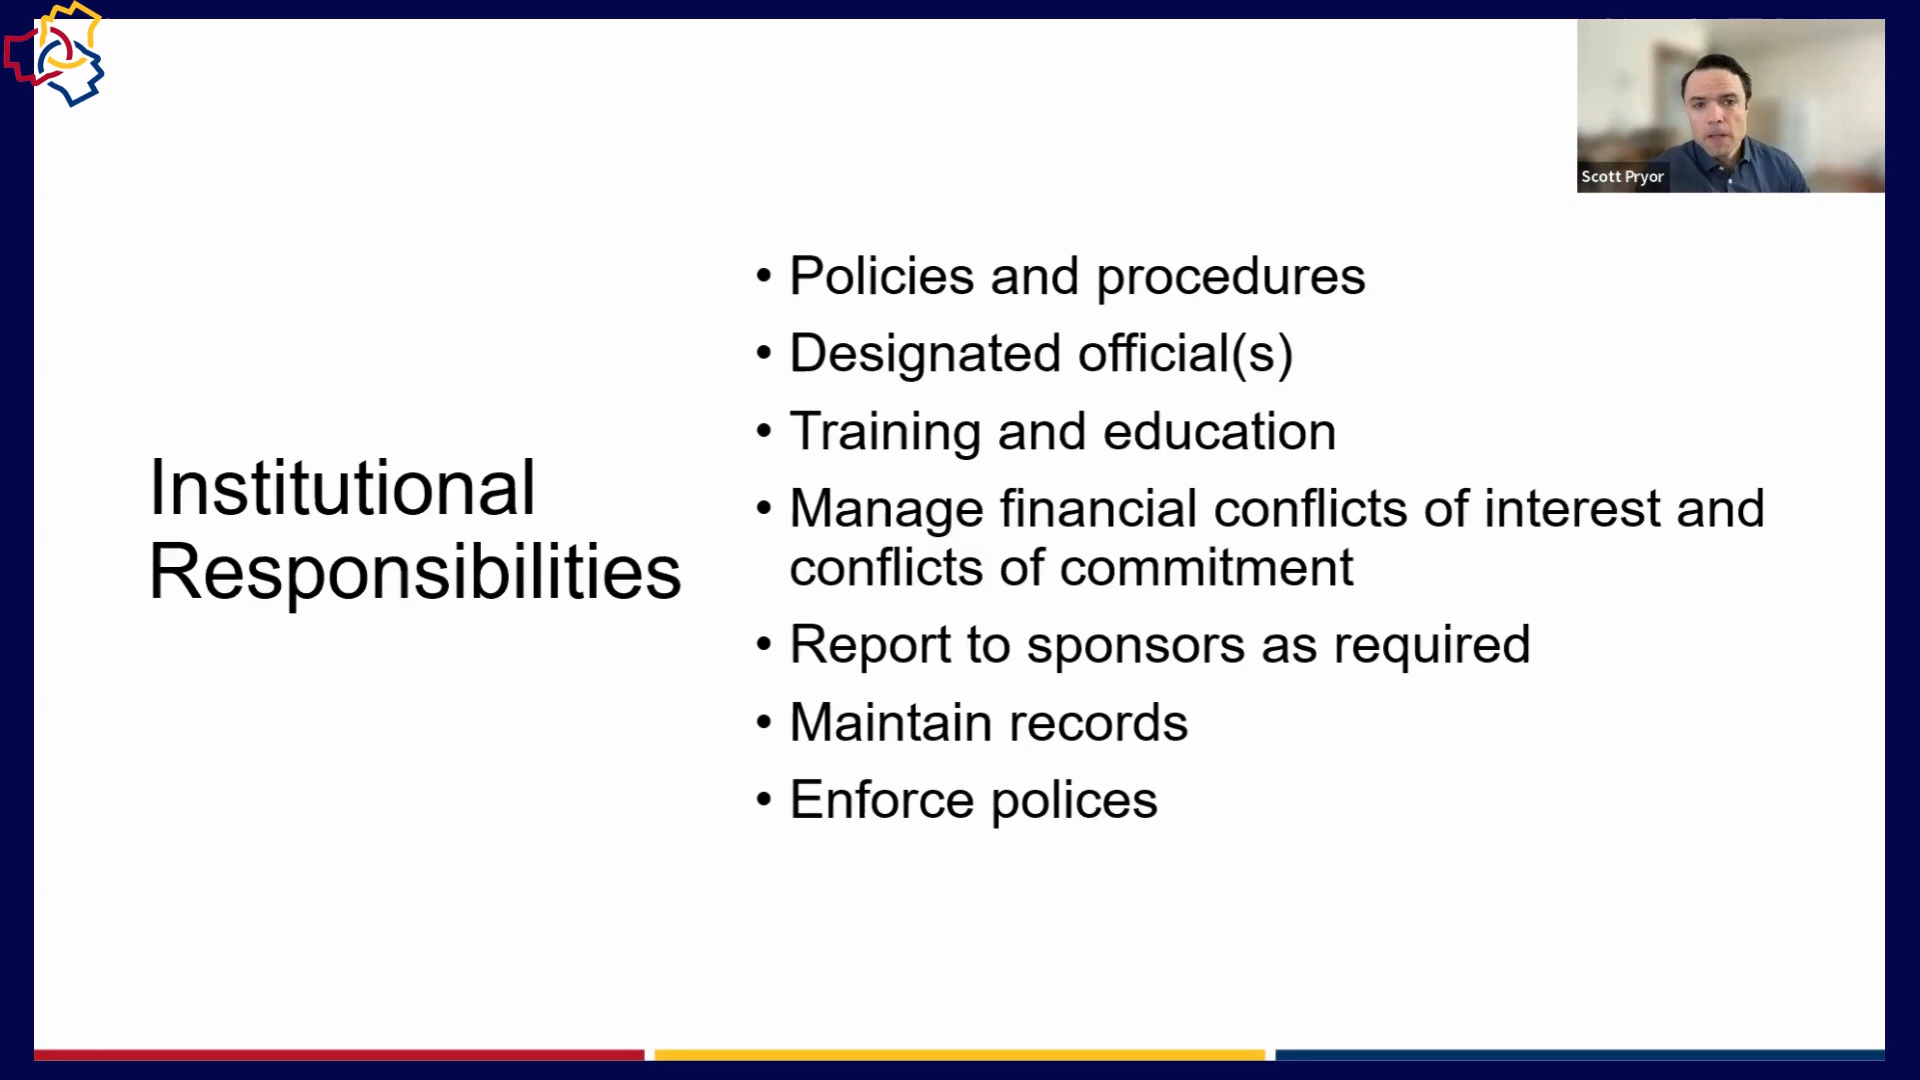 Scott Pryor
Institutional
Responsibilities
• Policies and procedures
• Designated official(s)
• Training and education
• Manage financial conflicts of interest and
conflicts of commitment
• Report to sponsors as required
• Maintain records
• Enforce polices